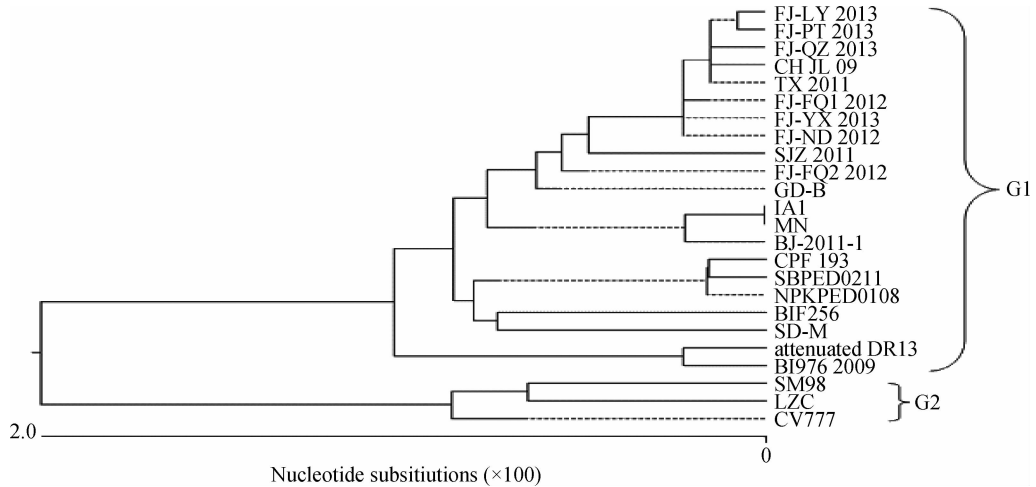 FJ-LY 2013
FJ-PT 2013
FJ-QZ 2013
CH JL 09
TX 2011
FJ-FQ1 2012
FJ-YX 2013
FJ-ND 2012
SJZ 2011
FJ-FQ2 2012
GD-B
G1
IA1
MN
BJ-2011-1
CPF 193
SBPED0211
NPKPED0108
BIF256
SD-M
attenuated DR13
BI976 2009
SM98
LZC
G2
CV777
2.0
0
Nucleotide subsitiutions (×100)